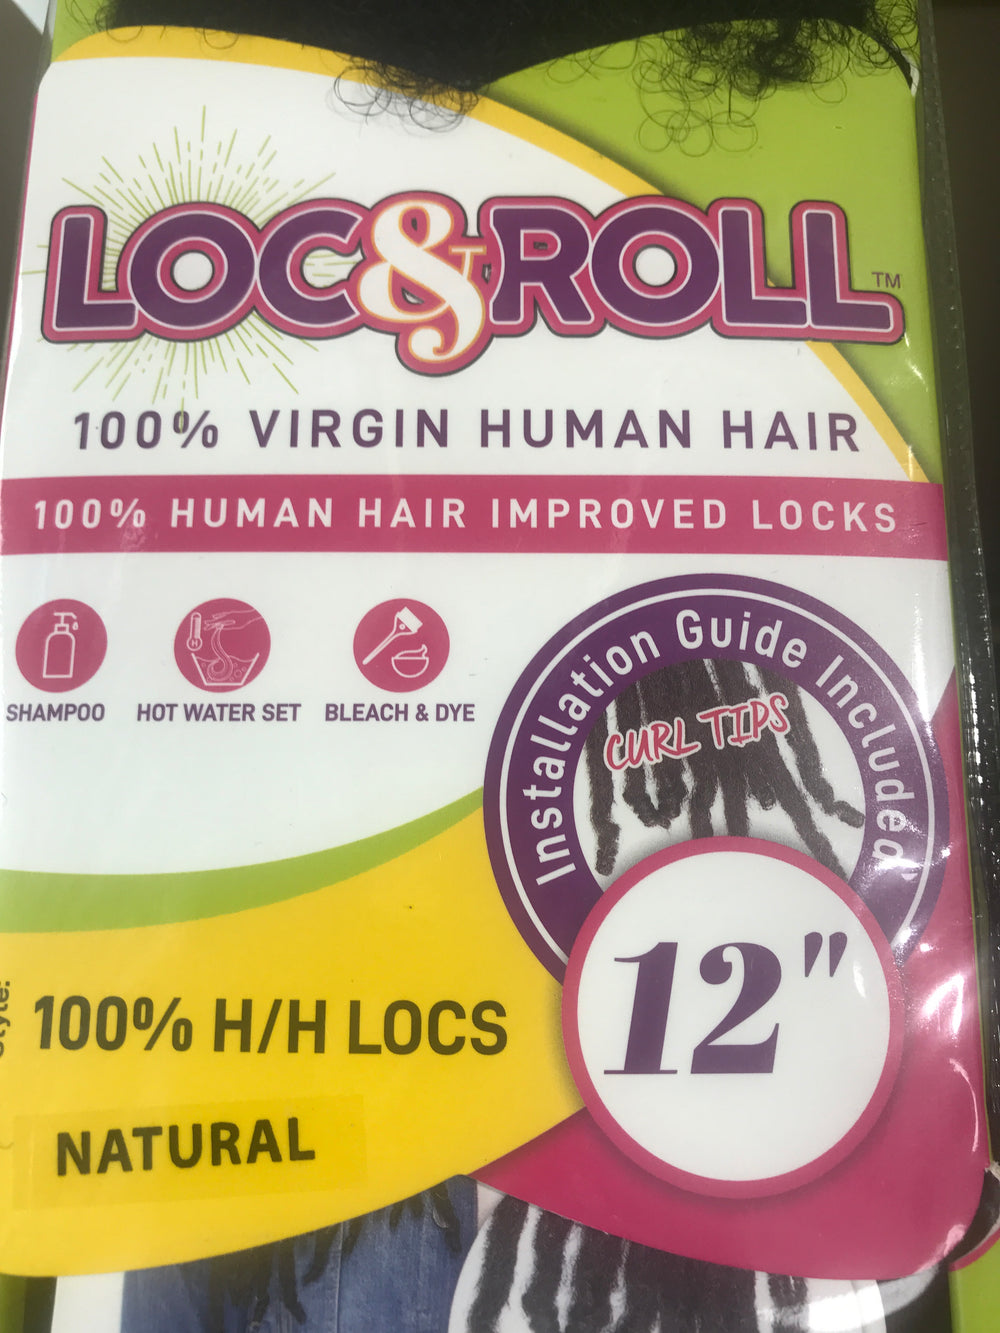 LOC&ROLL™
100% VIRGIN HUMAN HAIR
100% HUMAN HAIR IMPROVED LOCKS
SHAMPOO
HOT WATER SET
BLEACH & DYE
Installation Guide Included
CURL TIPS
12"
Style:
100% H/H LOCS
NATURAL